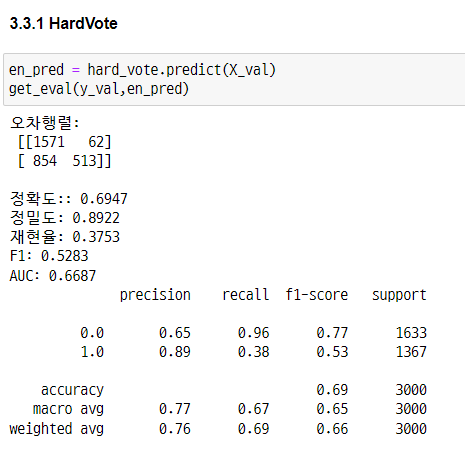 3.3.1 HardVote
en_pred = hard_vote.predict(X_val)
get_eval(y_val,en_pred)
오차행렬:
[[1571 62]
[ 854 513]]
정확도:: 0.6947
정밀도: 0.8922
재현율: 0.3753
F1: 0.5283
AUC: 0.6687
precision recall f1-score support
0.0 0.65 0.96 0.77 1633
1.0 0.89 0.38 0.53 1367
accuracy 0.69 3000
macro avg 0.77 0.67 0.65 3000
weighted avg 0.76 0.69 0.66 3000